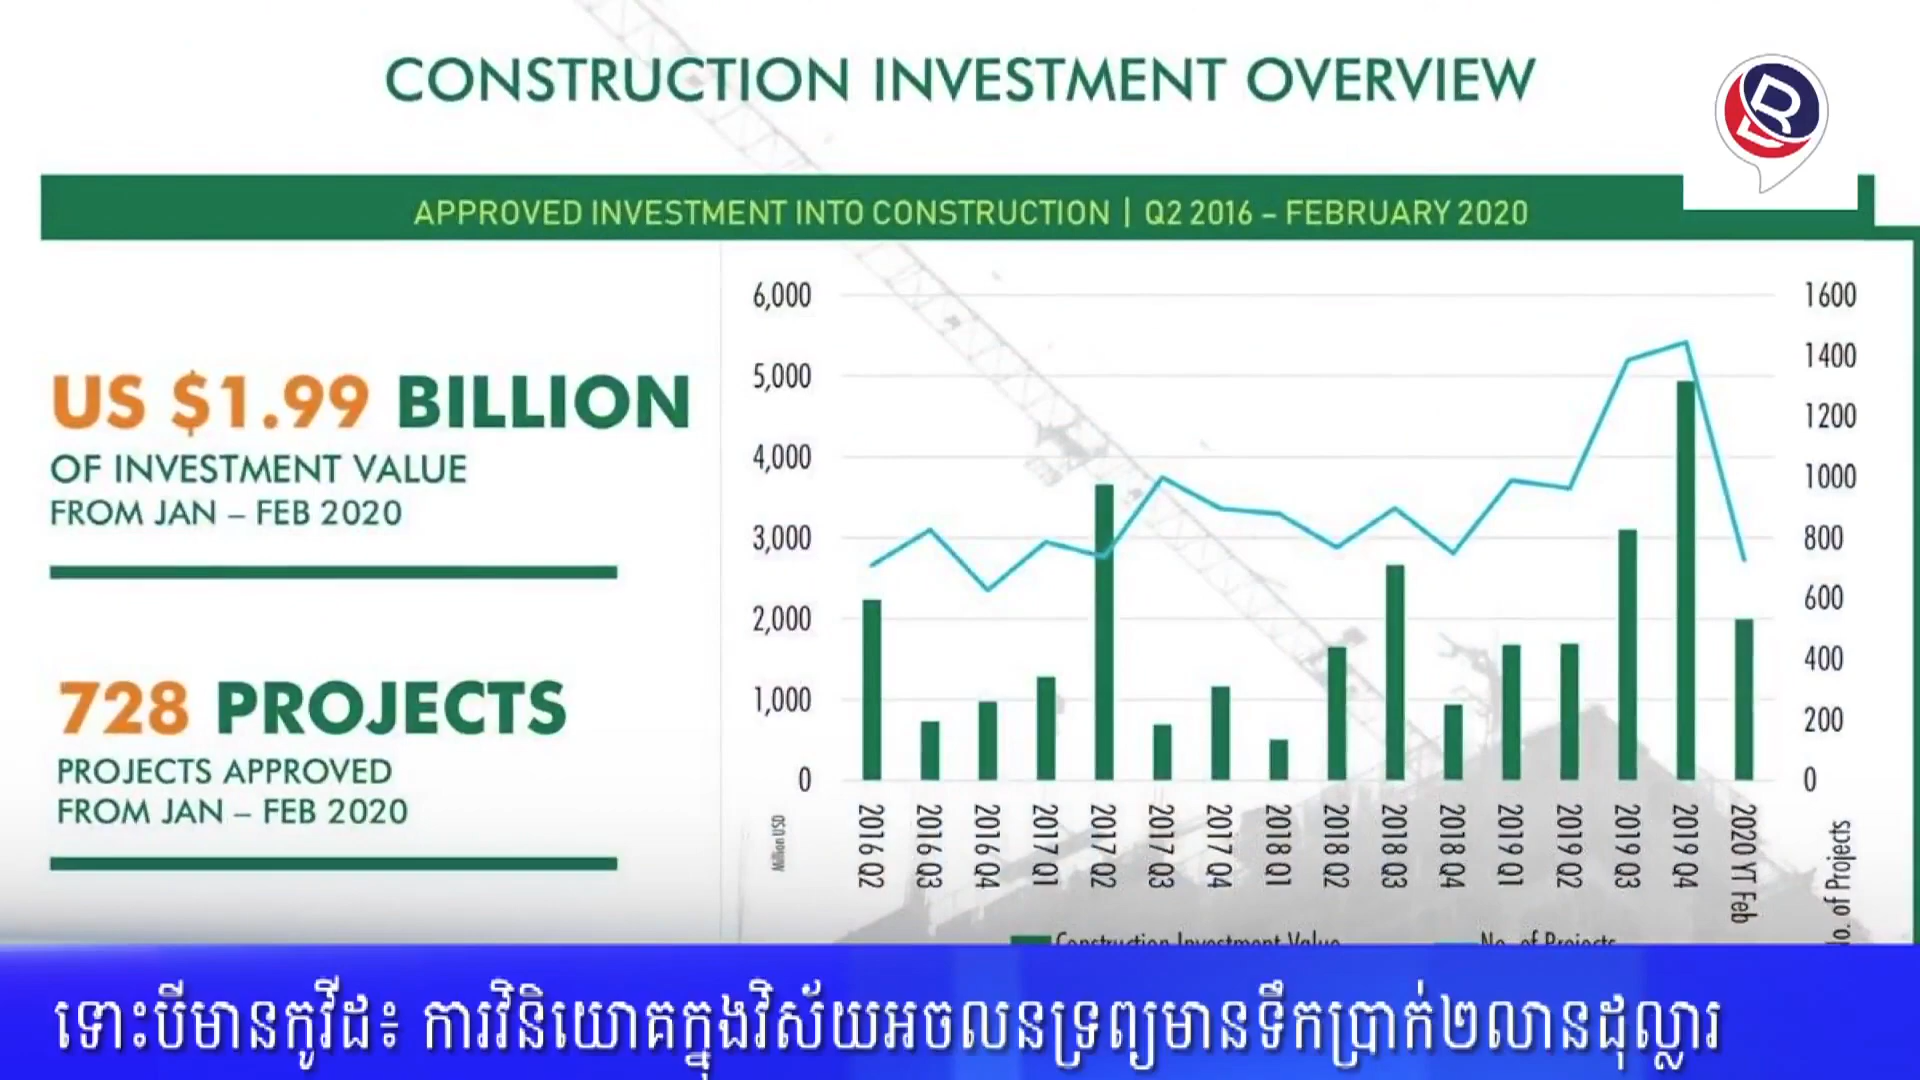 CONSTRUCTION INVESTMENT OVERVIEW
APPROVED INVESTMENT INTO CONSTRUCTION | Q2 2016 – FEBRUARY 2020
US $1.99 BILLION
OF INVESTMENT VALUE
FROM JAN – FEB 2020
728 PROJECTS
PROJECTS APPROVED
FROM JAN – FEB 2020
6,000
5,000
4,000
3,000
2,000
1,000
0
1600
1400
1200
1000
800
600
400
200
0
Million USD
2016 Q2
2016 Q3
2016 Q4
2017 Q1
2017 Q2
2017 Q3
2017 Q4
2018 Q1
2018 Q2
2018 Q3
2018 Q4
2019 Q1
2019 Q2
2019 Q3
2019 Q4
2020 YT Feb
No. of Projects
Construction Investment Value
No. of Projects
ទោះបីមានកូវីដ៖ ការវិនិយោគក្នុងវិស័យអចលនទ្រព្យមានទឹកប្រាក់២លានដុល្លារ